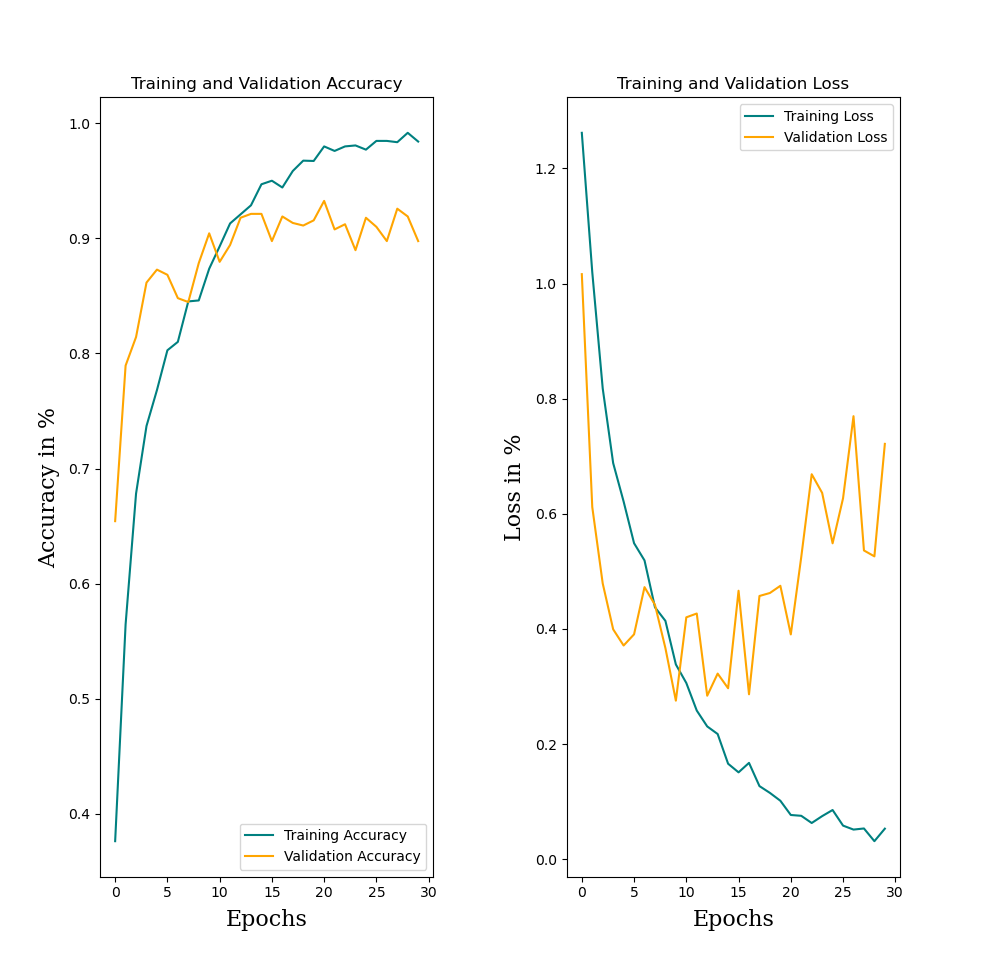 Training and Validation Accuracy
1.0
0.9
0.8
0.7
0.6
0.5
0.4
Accuracy in %
Training Accuracy
Validation Accuracy
0 5 10 15 20 25 30
Epochs
Training and Validation Loss
Training Loss
Validation Loss
1.2
1.0
0.8
0.6
0.4
0.2
0.0
Loss in %
0 5 10 15 20 25 30
Epochs